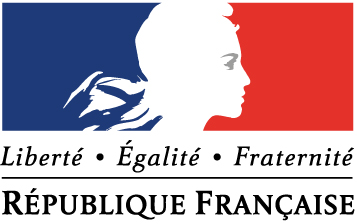 Liberté • Égalité • Fraternité
RÉPUBLIQUE FRANÇAISE